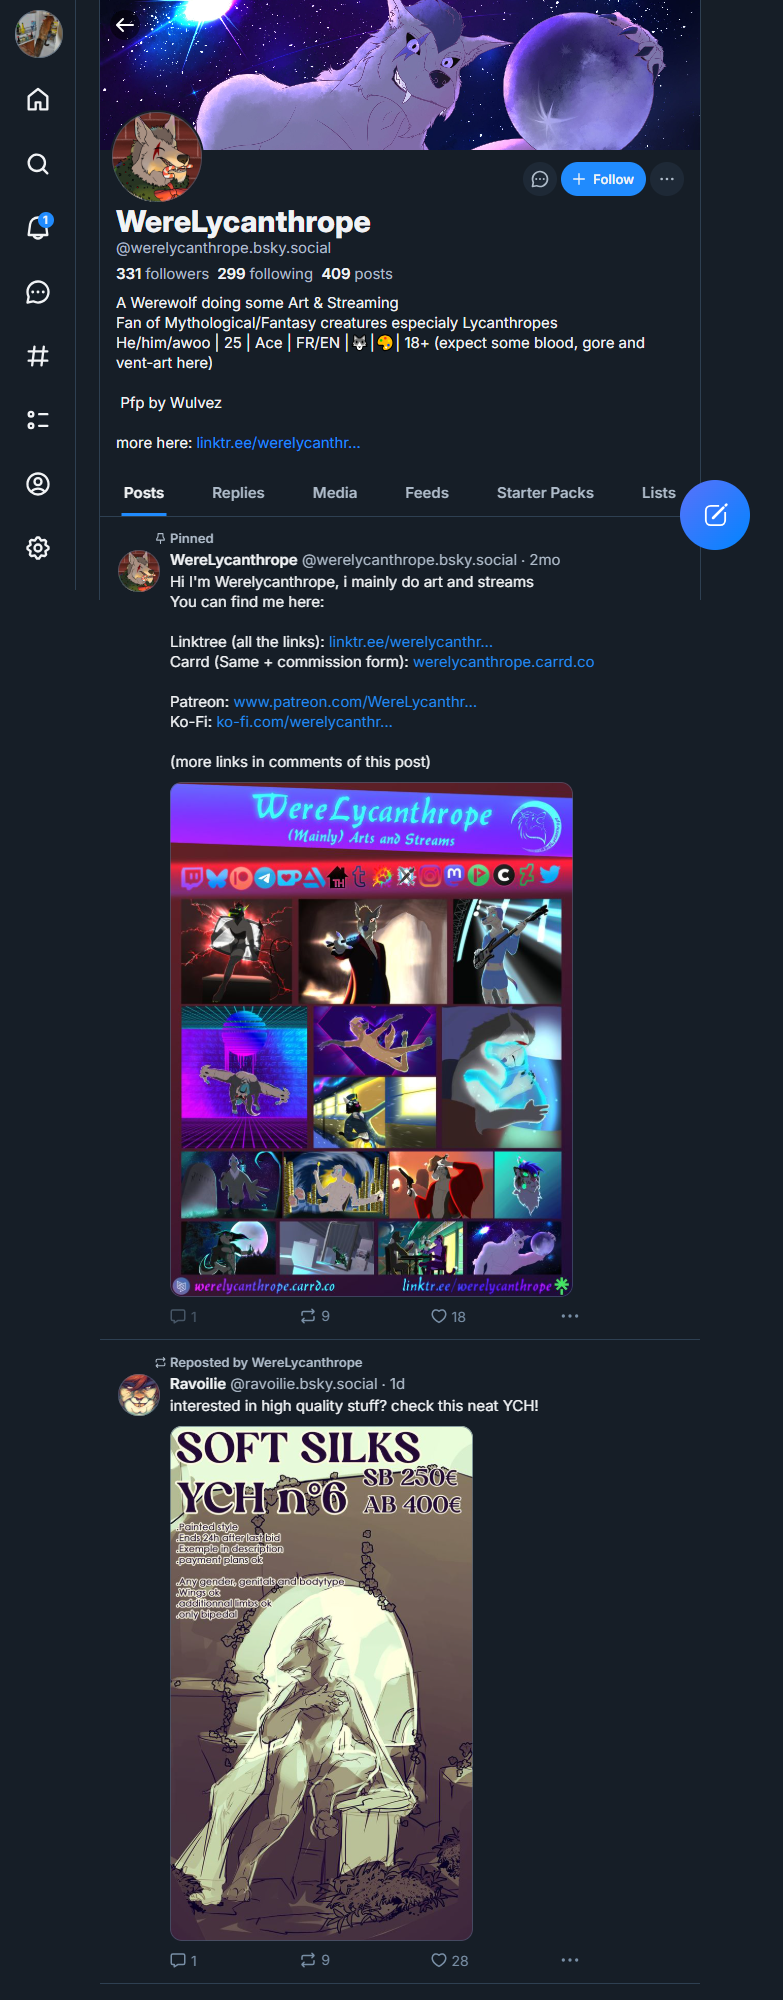 + Follow
WereLycanthrope
@werelycanthrope.bsky.social
331 followers 299 following 409 posts
A Werewolf doing some Art & Streaming
Fan of Mythological/Fantasy creatures especialy Lycanthropes
He/him/awoo | 25 | Ace | FR/EN | 🐺 | 🎨 | 18+ (expect some blood, gore and
vent-art here)
Pfp by Wulvez
more here: linktr.ee/werelycanthr...
Posts Replies Media Feeds Starter Packs Lists
1
Pinned
WereLycanthrope @werelycanthrope.bsky.social · 2mo
Hi I'm Werelycanthrope, i mainly do art and streams
You can find me here:
Linktree (all the links): linktr.ee/werelycanthr...
Carrd (Same + commission form): werelycanthrope.carrd.co
Patreon: www.patreon.com/WereLycanthr...
Ko-Fi: ko-fi.com/werelycanthr...
(more links in comments of this post)
WereLycanthrope
(Mainly) Arts and Streams
werelycanthrope.carrd.co linktr.ee/werelycanthrope
1 9 18
Reposted by WereLycanthrope
Ravoilie @ravoilie.bsky.social · 1d
interested in high quality stuff? check this neat YCH!
SOFT SILKS
YCH n°6
SB 250€
AB 400€
.Painted style
.Ends 24h after last bid
.Exemple in description
.payment plans ok
.Any gender, genitals and bodytype
.Wings ok
.additionnal limbs ok
.only bipedal
1 9 28